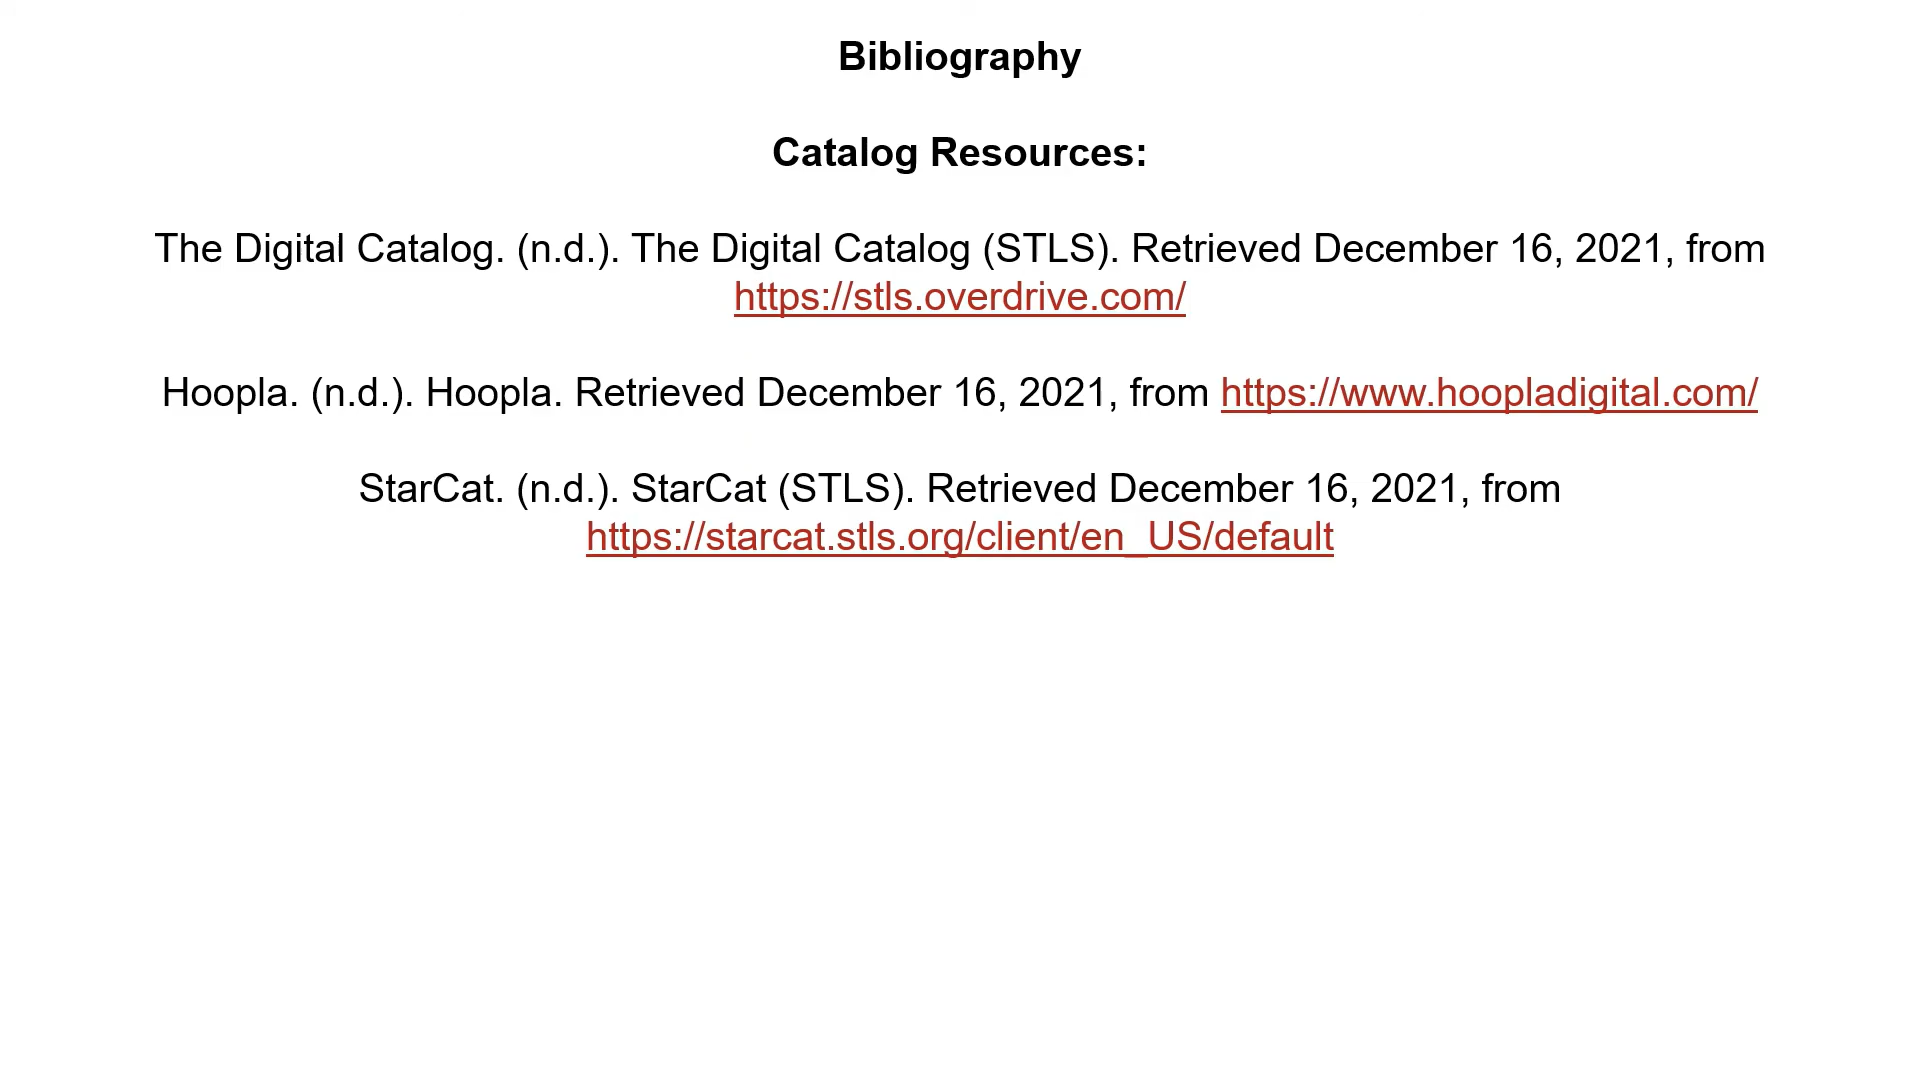 Bibliography
Catalog Resources:
The Digital Catalog. (n.d.). The Digital Catalog (STLS). Retrieved December 16, 2021, from
https://stls.overdrive.com/
Hoopla. (n.d.). Hoopla. Retrieved December 16, 2021, from https://www.hoopladigital.com/
StarCat. (n.d.). StarCat (STLS). Retrieved December 16, 2021, from
https://starcat.stls.org/client/en_US/default